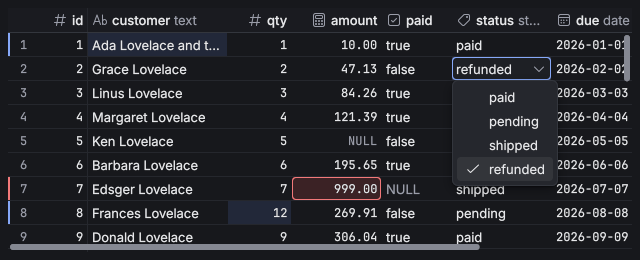 id customer text qty amount paid status st... due date
1 1 Ada Lovelace and t... 1 10.00 true paid 2026-01-01
2 2 Grace Lovelace 2 47.13 false refunded 2026-02-02
3 3 Linus Lovelace 3 84.26 true paid 2026-03-03
4 4 Margaret Lovelace 4 121.39 true pending 2026-04-04
5 5 Ken Lovelace 5 NULL false shipped 2026-05-05
6 6 Barbara Lovelace 6 195.65 true refunded 2026-06-06
7 7 Edsger Lovelace 7 999.00 NULL shipped 2026-07-07
8 8 Frances Lovelace 12 269.91 false pending 2026-08-08
9 9 Donald Lovelace 9 306.04 true paid 2026-09-09